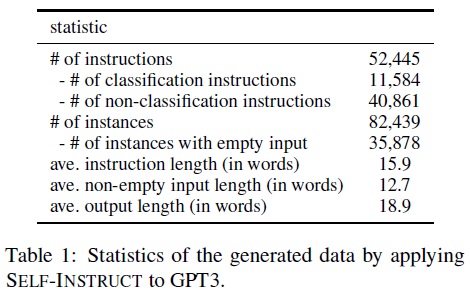 statistic
# of instructions 52,445
- # of classification instructions 11,584
- # of non-classification instructions 40,861
# of instances 82,439
- # of instances with empty input 35,878
ave. instruction length (in words) 15.9
ave. non-empty input length (in words) 12.7
ave. output length (in words) 18.9
Table 1: Statistics of the generated data by applying
SELF-INSTRUCT to GPT3.